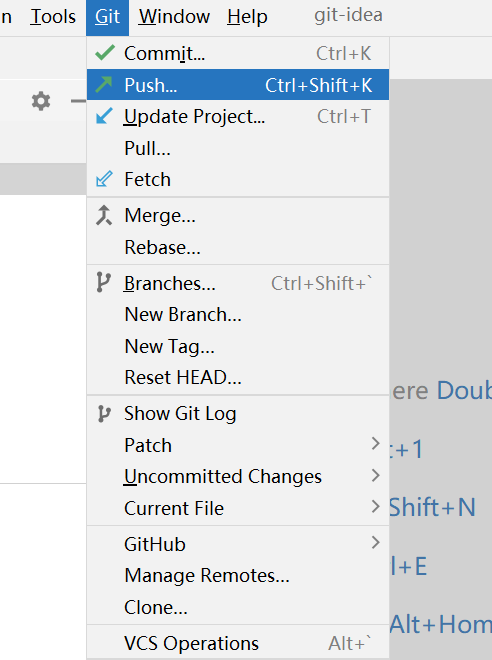 n Tools Git Window Help git-idea
Commit... Ctrl+K
Push... Ctrl+Shift+K
Update Project... Ctrl+T
Pull...
Fetch
Merge...
Rebase...
Branches... Ctrl+Shift+`
New Branch...
New Tag...
Reset HEAD...
ere Doub
Show Git Log
Patch
t+1
Uncommitted Changes
Current File
Shift+N
GitHub
l+E
Manage Remotes...
Clone...
Alt+Hom
VCS Operations Alt+`